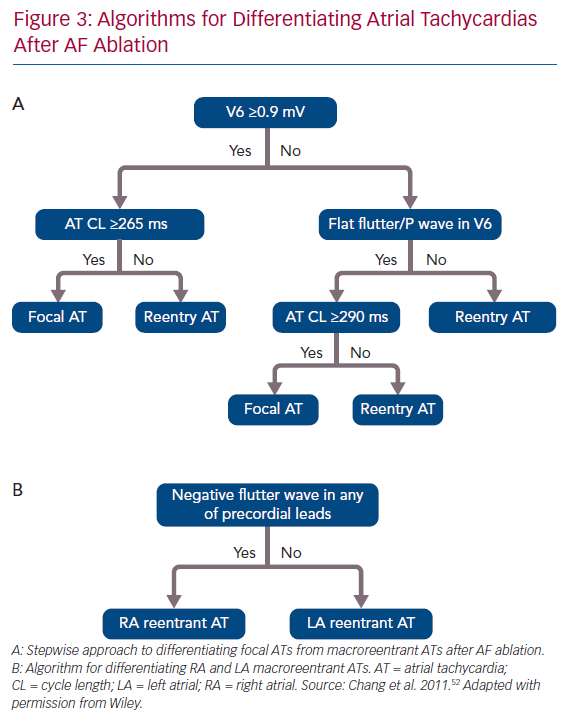 Figure 3: Algorithms for Differentiating Atrial Tachycardias
After AF Ablation
A
V6 ≥0.9 mV
Yes No
AT CL ≥265 ms
Flat flutter/P wave in V6
Yes No
Yes No
Focal AT
Reentry AT
AT CL ≥290 ms
Reentry AT
Yes No
Focal AT
Reentry AT
B
Negative flutter wave in any
of precordial leads
Yes No
RA reentrant AT
LA reentrant AT
A: Stepwise approach to differentiating focal ATs from macroreentrant ATs after AF ablation.
B: Algorithm for differentiating RA and LA macroreentrant ATs. AT = atrial tachycardia;
CL = cycle length; LA = left atrial; RA = right atrial. Source: Chang et al. 2011.⁵² Adapted with
permission from Wiley.